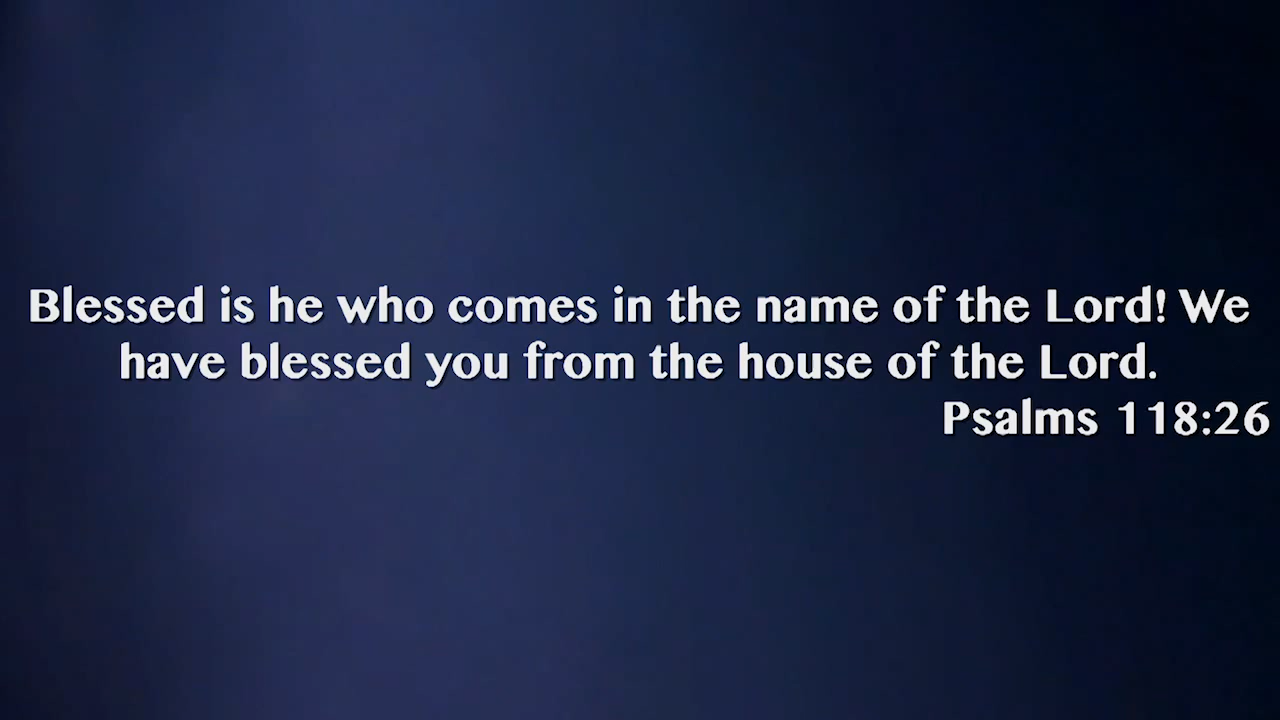 Blessed is he who comes in the name of the Lord! We
have blessed you from the house of the Lord.
Psalms 118:26